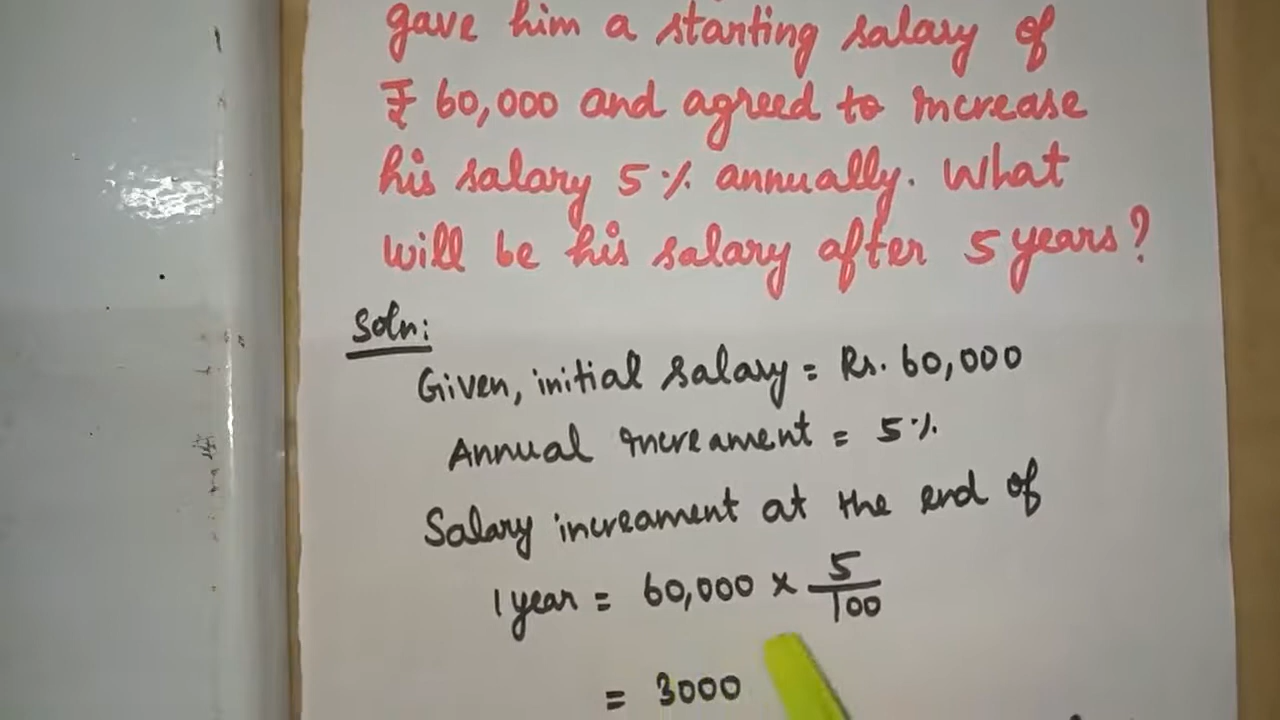 gave him a starting salary of
₹ 60,000 and agreed to increase
his salary 5% annually. What
will be his salary after 5 years?
Soln:
Given, initial salary = Rs. 60,000
Annual increament = 5%
Salary increament at the end of
1 year = 60,000 × 5/100
= 3000